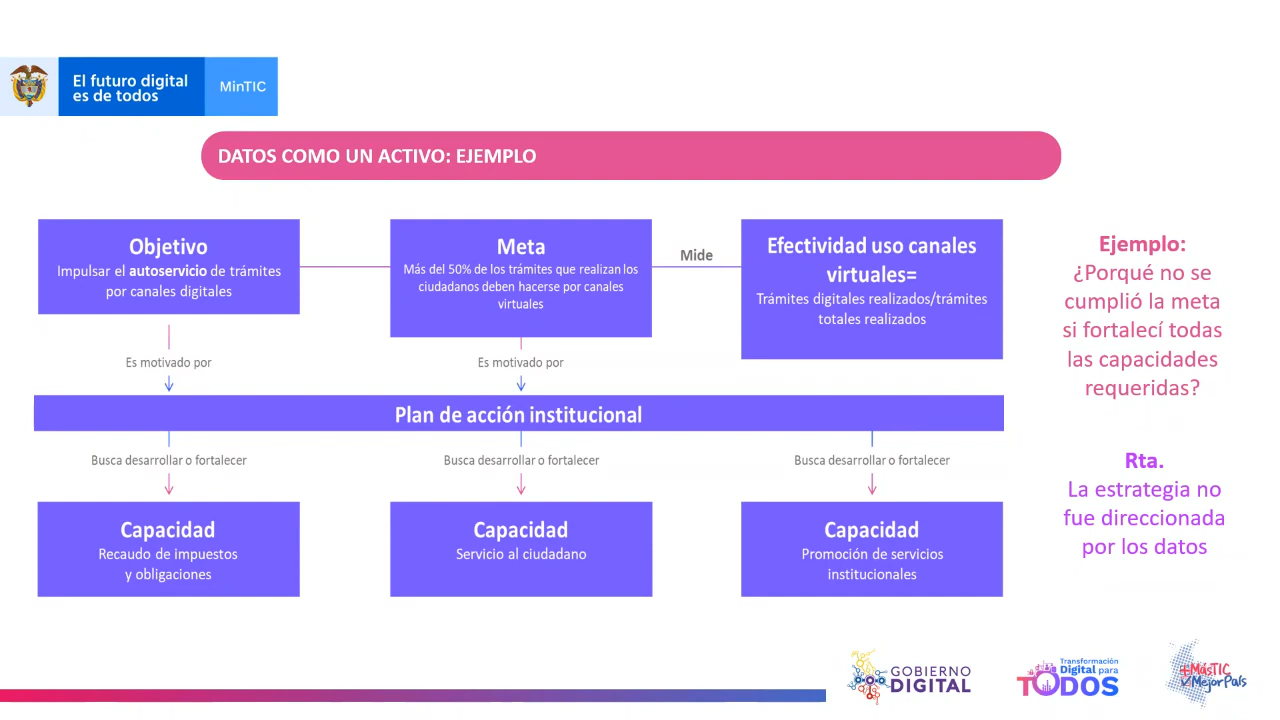 El futuro digital
es de todos
MinTIC
DATOS COMO UN ACTIVO: EJEMPLO
Objetivo
Impulsar el autoservicio de trámites
por canales digitales
Meta
Más del 50% de los trámites que realizan los
ciudadanos deben hacerse por canales
virtuales
Mide
Efectividad uso canales
virtuales=
Trámites digitales realizados/trámites
totales realizados
Es motivado por
Es motivado por
Plan de acción institucional
Busca desarrollar o fortalecer
Busca desarrollar o fortalecer
Busca desarrollar o fortalecer
Capacidad
Recaudo de impuestos
y obligaciones
Capacidad
Servicio al ciudadano
Capacidad
Promoción de servicios
institucionales
Ejemplo:
¿Porqué no se
cumplió la meta
si fortalecí todas
las capacidades
requeridas?
Rta.
La estrategia no
fue direccionada
por los datos
GOBIERNO
DIGITAL
Transformación
Digital para
TODOS
+MásTIC
✓MejorPaís